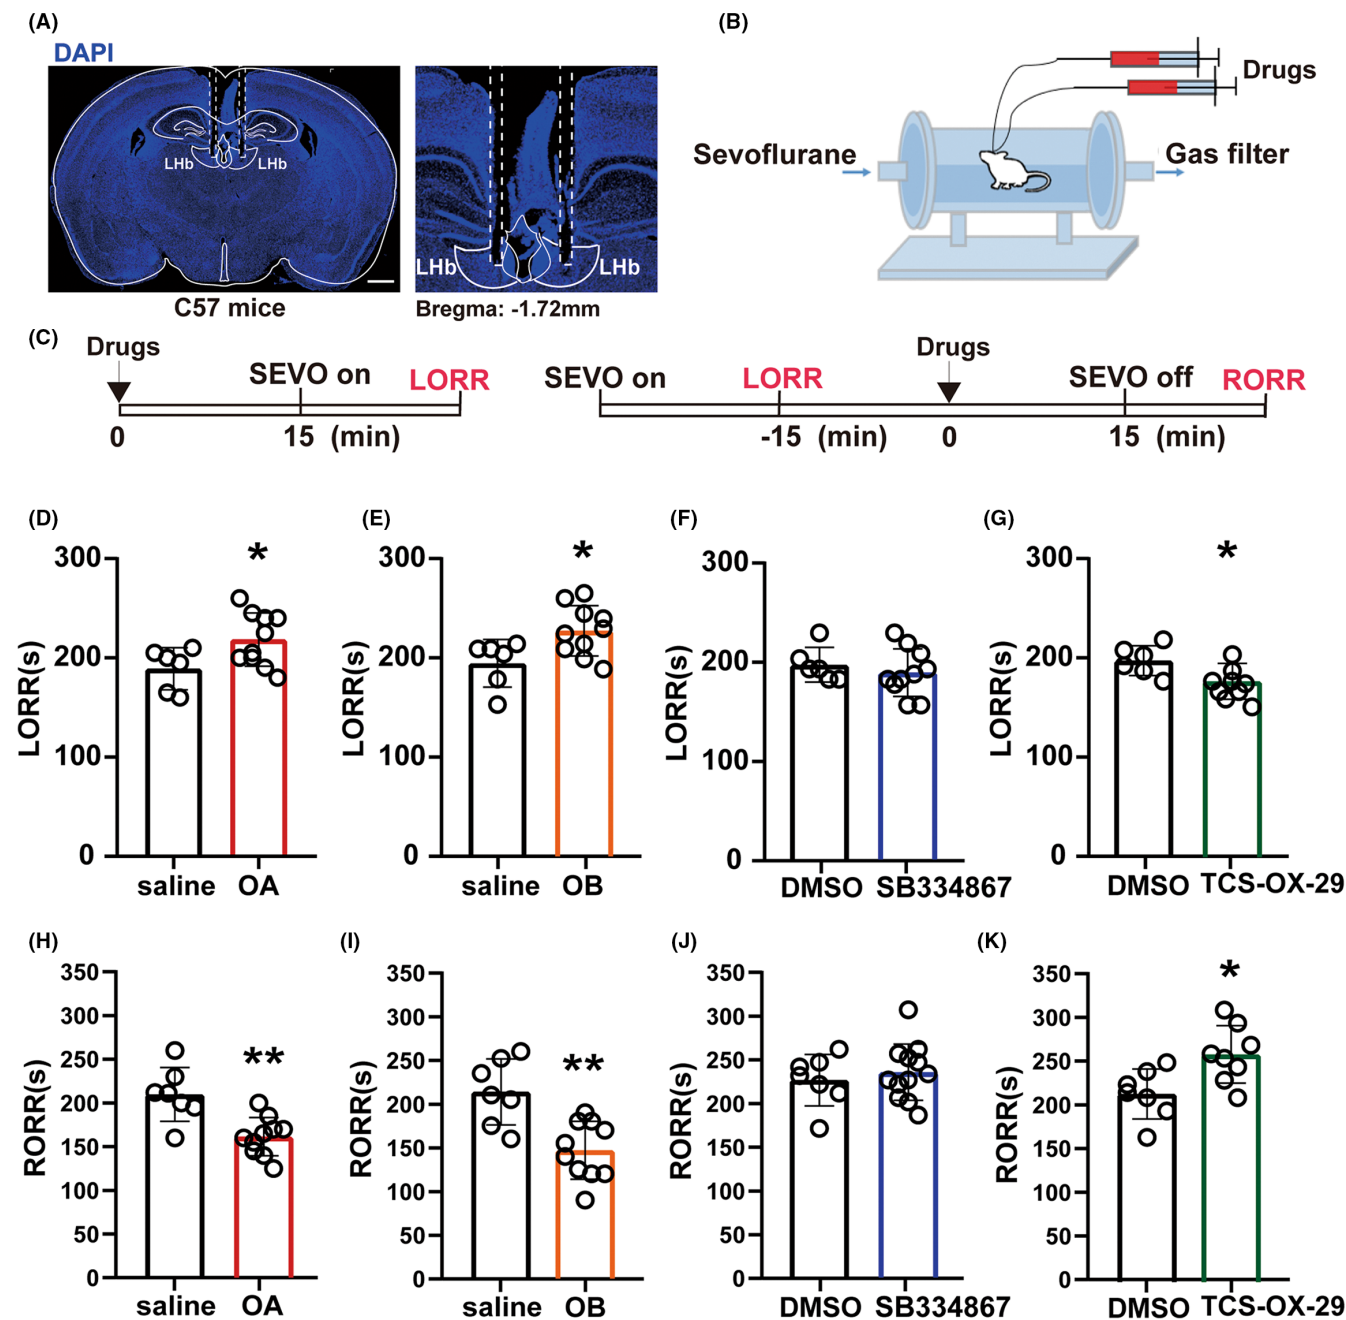 (A)
DAPI
LHb
LHb
LHb
LHb
C57 mice
Bregma: -1.72mm
(B)
Drugs
Sevoflurane
Gas filter
(C)
Drugs
SEVO on
LORR
0
15 (min)
SEVO on
LORR
Drugs
SEVO off
RORR
-15 (min)
0
15 (min)
(D)
*
LORR(s)
300
200
100
0
saline
OA
(E)
*
LORR(s)
300
200
100
0
saline
OB
(F)
LORR(s)
300
200
100
0
DMSO
SB334867
(G)
*
LORR(s)
300
200
100
0
DMSO
TCS-OX-29
(H)
**
RORR(s)
350
300
250
200
150
100
50
0
saline
OA
(I)
**
RORR(s)
350
300
250
200
150
100
50
0
saline
OB
(J)
RORR(s)
350
300
250
200
150
100
50
0
DMSO
SB334867
(K)
*
RORR(s)
350
300
250
200
150
100
50
0
DMSO
TCS-OX-29